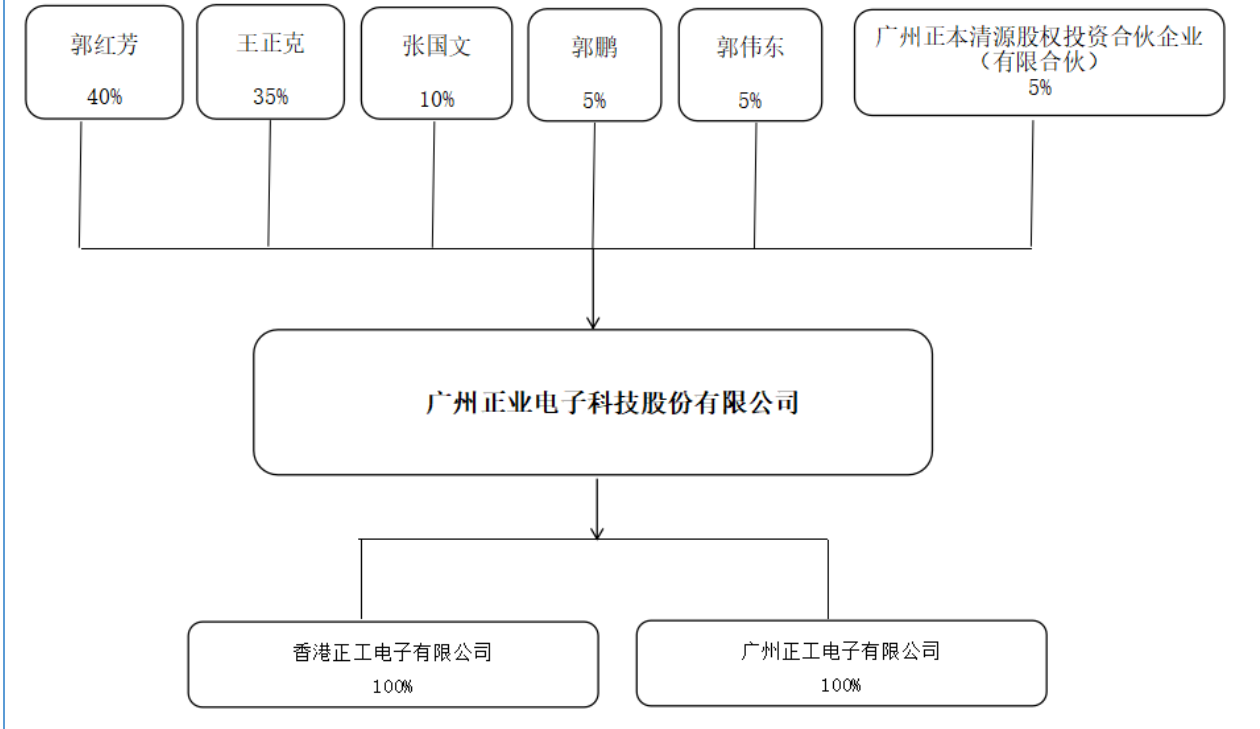 郭红芳
40%
王正克
35%
张国文
10%
郭鹏
5%
郭伟东
5%
广州正本清源股权投资合伙企业
（有限合伙）
5%
广州正业电子科技股份有限公司
香港正工电子有限公司
100%
广州正工电子有限公司
100%